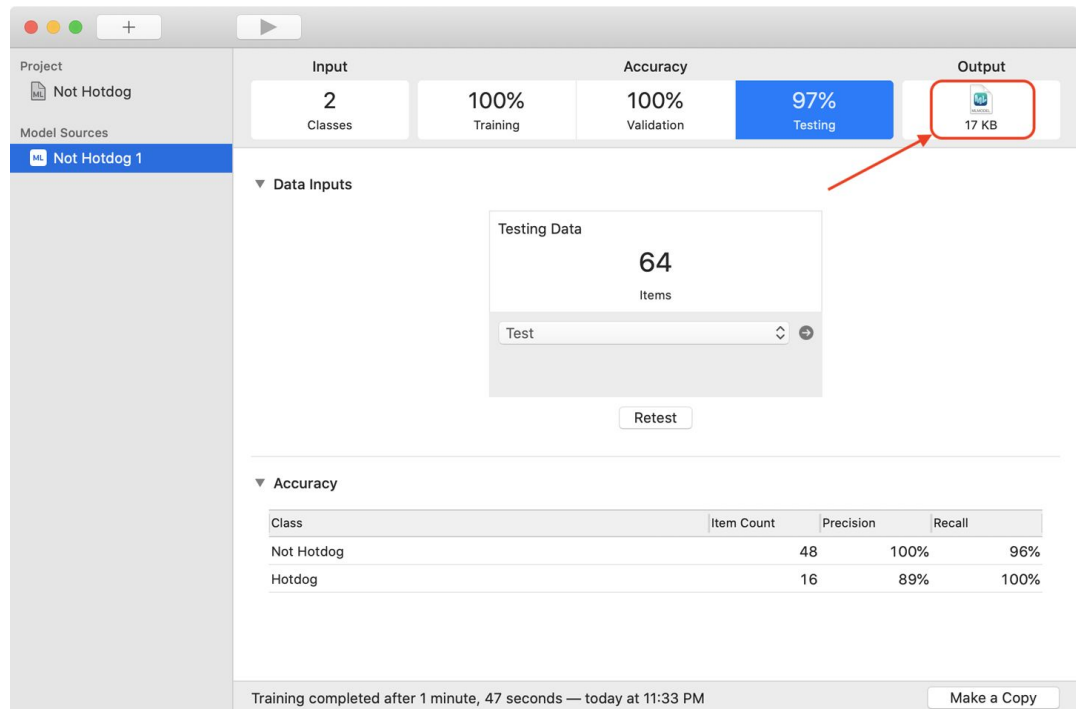 Project
Not Hotdog
Model Sources
Not Hotdog 1
Input
Accuracy
Output
2
Classes
100%
Training
100%
Validation
97%
Testing
17 KB
Data Inputs
Testing Data
64
Items
Test
Retest
Accuracy
Class Item Count Precision Recall
Not Hotdog 48 100% 96%
Hotdog 16 89% 100%
Training completed after 1 minute, 47 seconds — today at 11:33 PM
Make a Copy